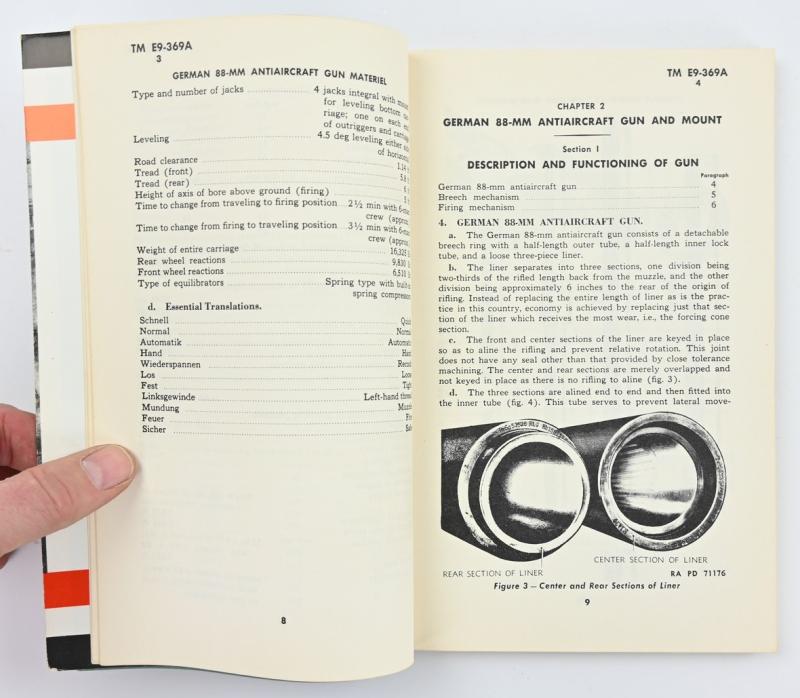 TM E9-369A
3
GERMAN 88-MM ANTIAIRCRAFT GUN MATERIEL
Type and number of jacks 4 jacks integral with
for leveling bottom
riage; one on each
of outriggers and
Leveling 4.5 deg leveling either
of
Road clearance 1.14
Tread (front) 5.8
Tread (rear) 6
Height of axis of bore above ground (firing) 5
Time to change from traveling to firing position 2½ min with
crew (approx
Time to change from firing to traveling position 3½ min with
crew (approx
Weight of entire carriage 16,325
Rear wheel reactions 9,830
Front wheel reactions 6,510
Type of equilibrators Spring type with
spring
d. Essential Translations.
Schnell
Normal
Automatik
Hand
Wiederspannen
Los
Fest
Linksgewinde Left-hand
Mundung
Feuer
Sicher
8
TM E9-369A
4
CHAPTER 2
GERMAN 88-MM ANTIAIRCRAFT GUN AND MOUNT
Section I
DESCRIPTION AND FUNCTIONING OF GUN
Paragraph
German 88-mm antiaircraft gun 4
Breech mechanism 5
Firing mechanism 6
4. GERMAN 88-MM ANTIAIRCRAFT GUN.
a. The German 88-mm antiaircraft gun consists of a detachable
breech ring with a half-length outer tube, a half-length inner lock
tube, and a loose three-piece liner.
b. The liner separates into three sections, one division being
two-thirds of the rifled length back from the muzzle, and the other
division being approximately 6 inches to the rear of the origin of
rifling. Instead of replacing the entire length of liner as is the prac-
tice in this country, economy is achieved by replacing just that sec-
tion of the liner which receives the most wear, i.e., the forcing cone
section.
c. The front and center sections of the liner are keyed in place
so as to aline the rifling and prevent relative rotation. This joint
does not have any seal other than that provided by close tolerance
machining. The center and rear sections are merely overlapped and
not keyed in place as there is no rifling to aline (fig. 3).
d. The three sections are alined end to end and then fitted into
the inner tube (fig. 4). This tube serves to prevent lateral move-
CENTER SECTION OF LINER
REAR SECTION OF LINER
RA PD 71176
Figure 3 — Center and Rear Sections of Liner
9